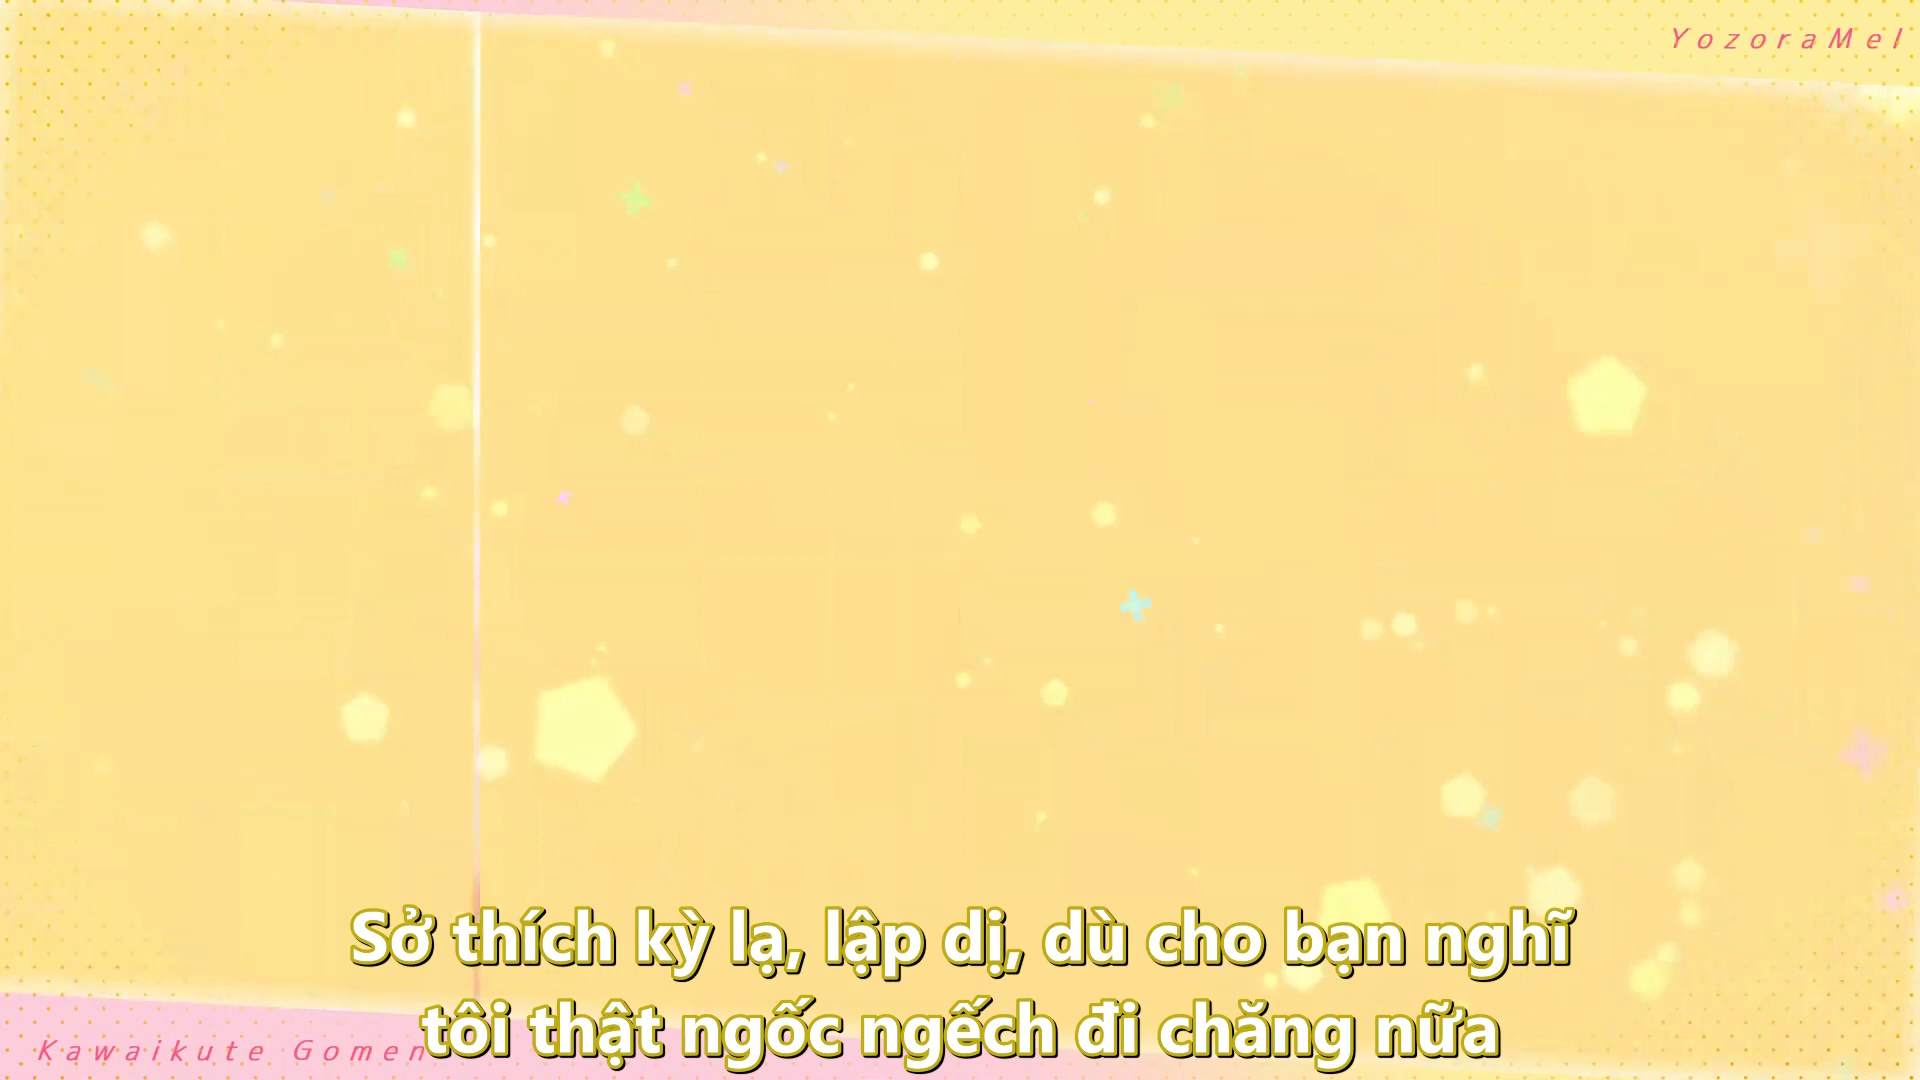 YozoraMel
Sở thích kỳ lạ, lập dị, dù cho bạn nghĩ
tôi thật ngốc ngếch đi chăng nữa
Kawaikute Gomen